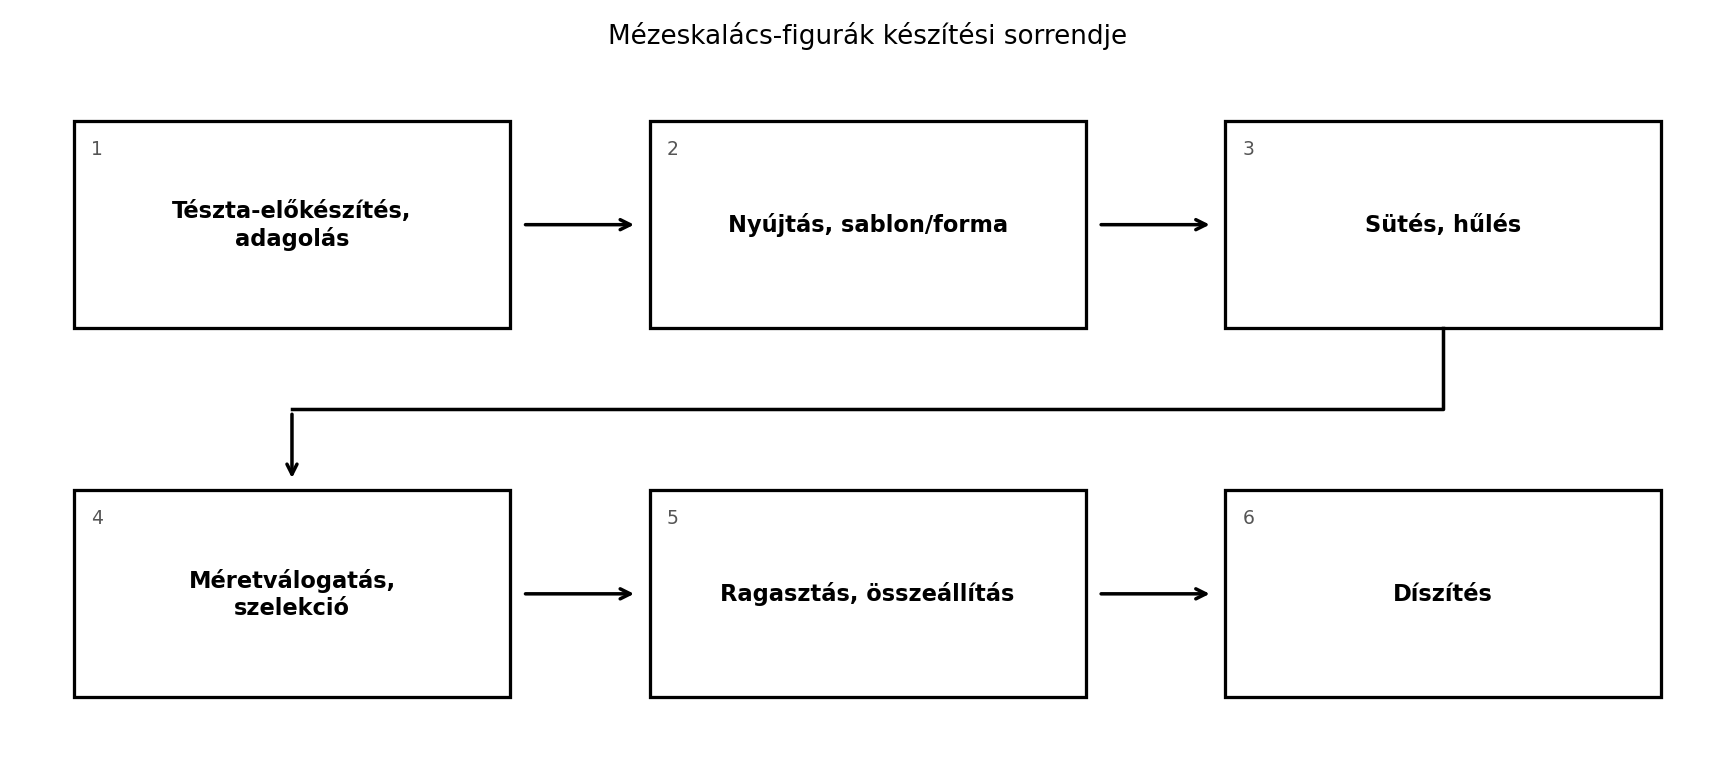 Mézeskalács-figurák készítési sorrendje
1
Tészta-előkészítés,
adagolás
2
Nyújtás, sablon/forma
3
Sütés, hűlés
4
Méretválogatás,
szelekció
5
Ragasztás, összeállítás
6
Díszítés